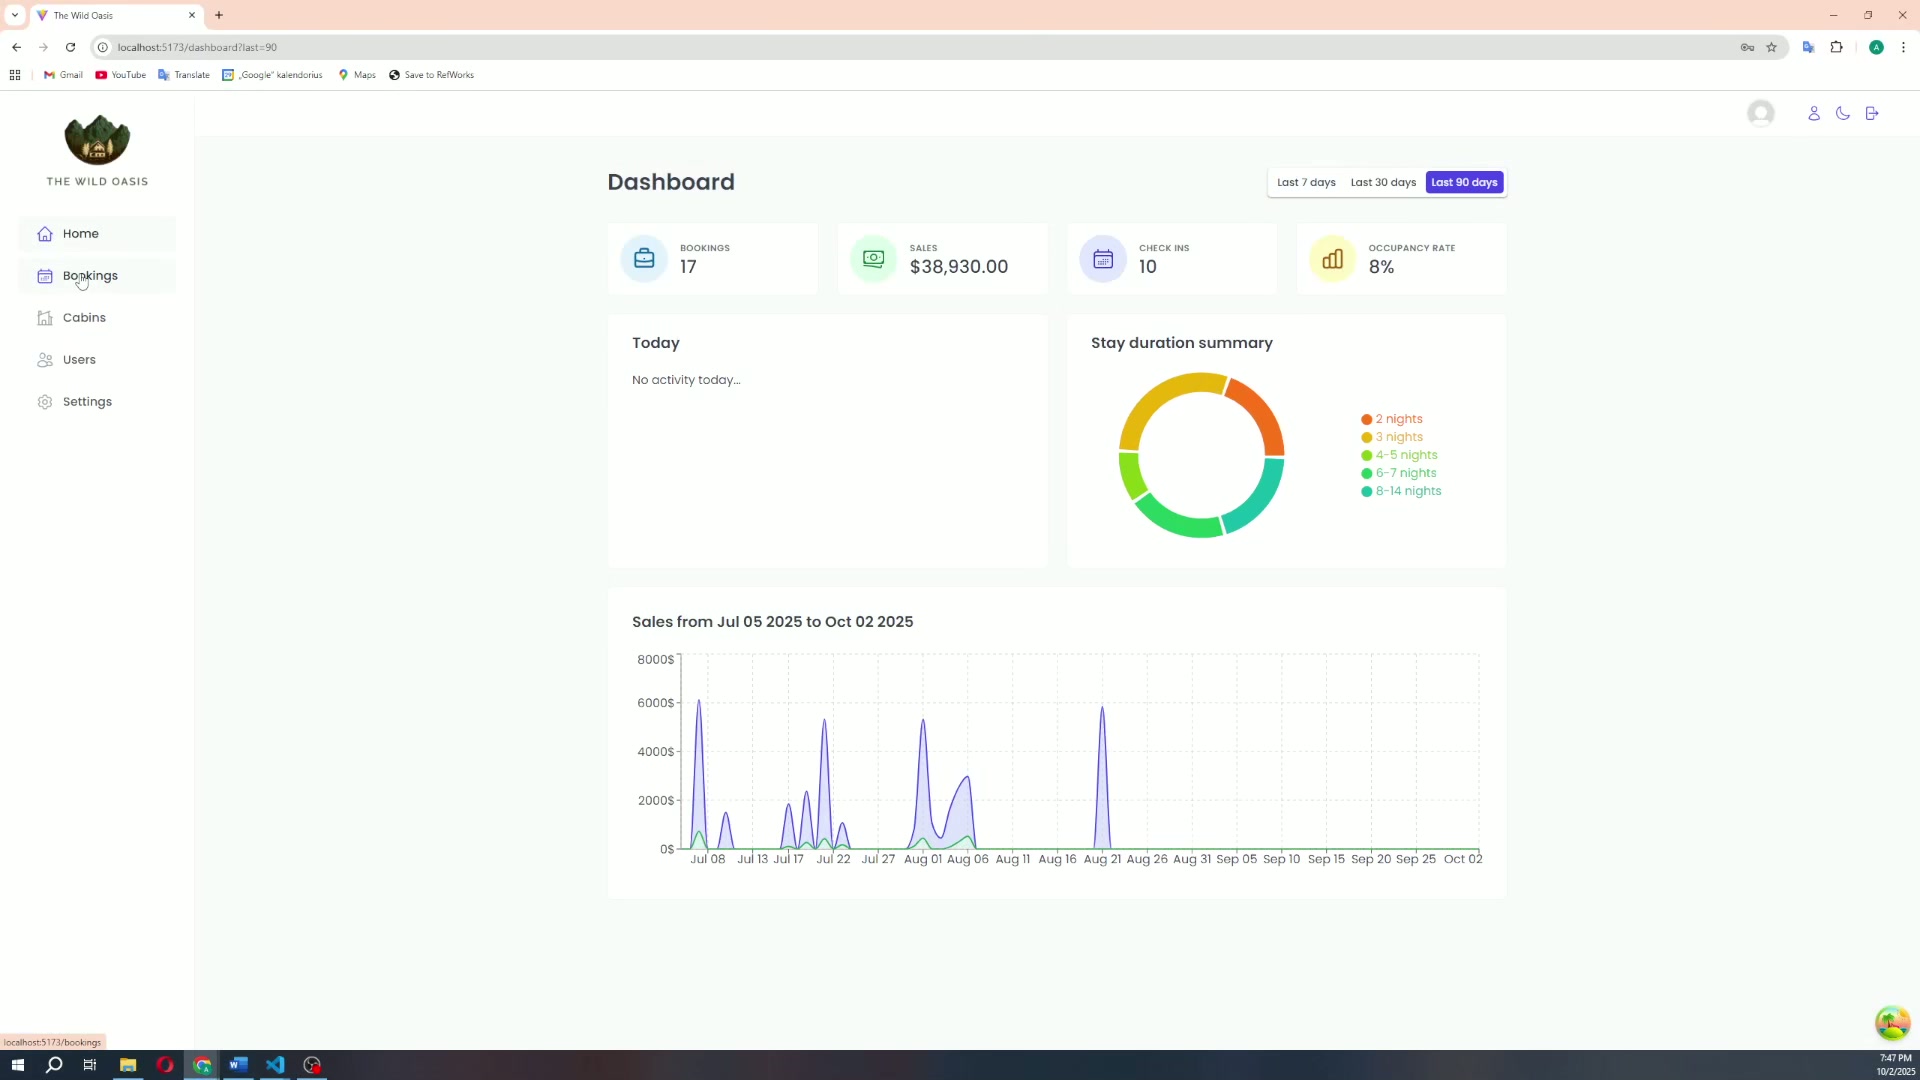 The Wild Oasis
localhost:5173/dashboard?last=90
Gmail
YouTube
Translate
„Google“ kalendorius
Maps
Save to RefWorks
A
THE WILD OASIS
Home
Bookings
Cabins
Users
Settings
Dashboard
Last 7 days
Last 30 days
Last 90 days
BOOKINGS
17
SALES
$38,930.00
CHECK INS
10
OCCUPANCY RATE
8%
Today
No activity today...
Stay duration summary
2 nights
3 nights
4-5 nights
6-7 nights
8-14 nights
Sales from Jul 05 2025 to Oct 02 2025
8000$
6000$
4000$
2000$
0$
Jul 08 Jul 13 Jul 17 Jul 22 Jul 27 Aug 01 Aug 06 Aug 11 Aug 16 Aug 21 Aug 26 Aug 31 Sep 05 Sep 10 Sep 15 Sep 20 Sep 25 Oct 02
localhost:5173/bookings
7:47 PM
10/2/2025